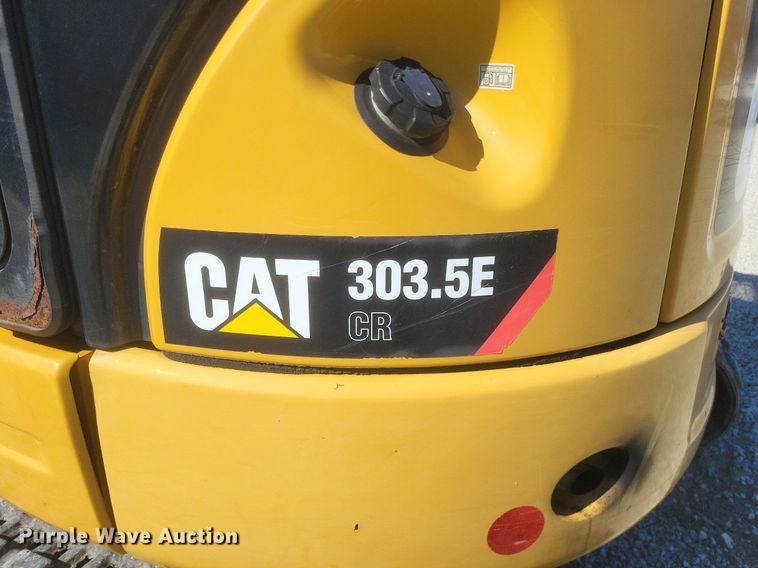 CAT 303.5E
CR
Purple Wave Auction